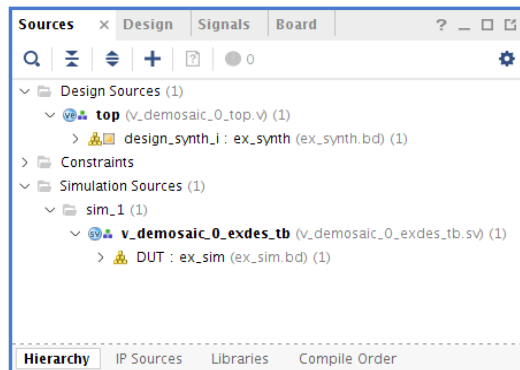 Sources × Design Signals Board ? _
0
Design Sources (1)
top (v_demosaic_0_top.v) (1)
design_synth_i : ex_synth (ex_synth.bd) (1)
Constraints
Simulation Sources (1)
sim_1 (1)
v_demosaic_0_exdes_tb (v_demosaic_0_exdes_tb.sv) (1)
DUT : ex_sim (ex_sim.bd) (1)
Hierarchy IP Sources Libraries Compile Order